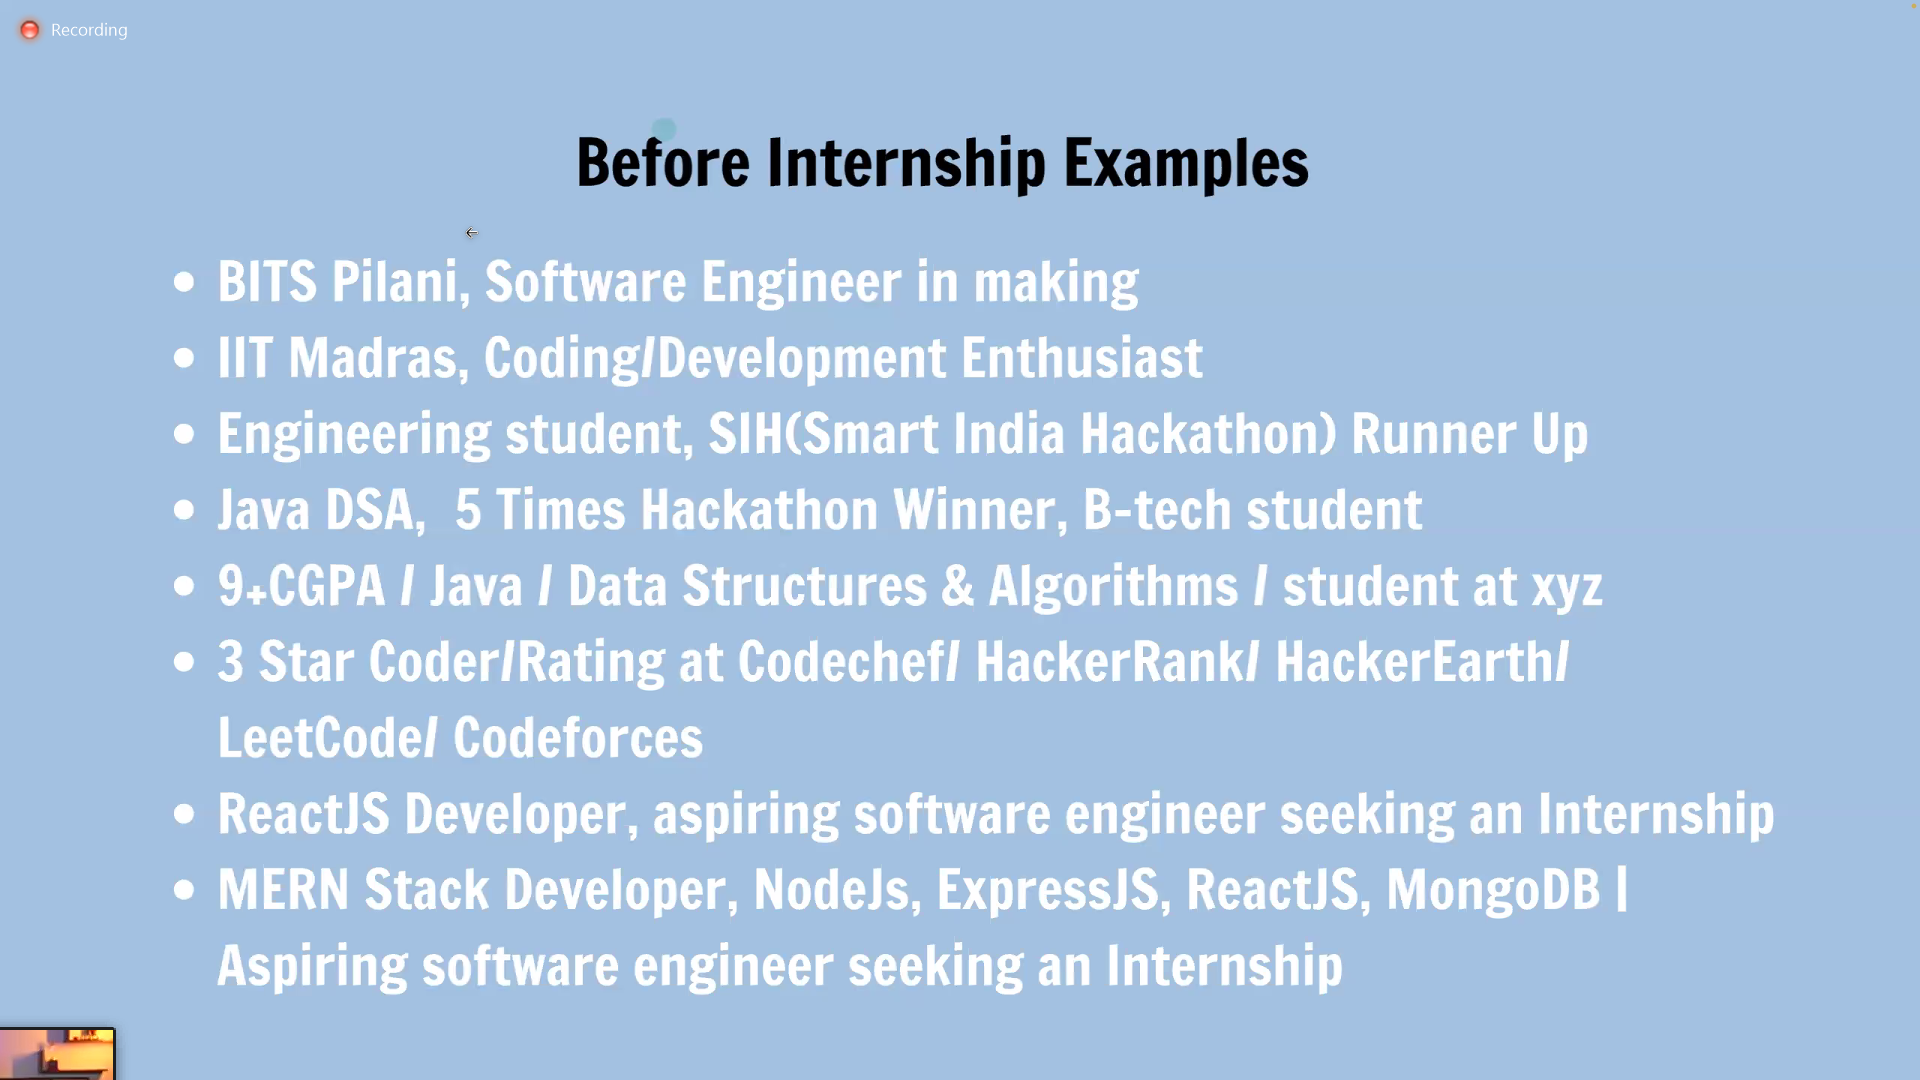 Recording
Before Internship Examples
• BITS Pilani, Software Engineer in making
• IIT Madras, Coding/Development Enthusiast
• Engineering student, SIH(Smart India Hackathon) Runner Up
• Java DSA,  5 Times Hackathon Winner, B-tech student
• 9+CGPA / Java / Data Structures & Algorithms / student at xyz
• 3 Star Coder/Rating at Codechef/ HackerRank/ HackerEarth/
LeetCode/ Codeforces
• ReactJS Developer, aspiring software engineer seeking an Internship
• MERN Stack Developer, NodeJs, ExpressJS, ReactJS, MongoDB |
Aspiring software engineer seeking an Internship